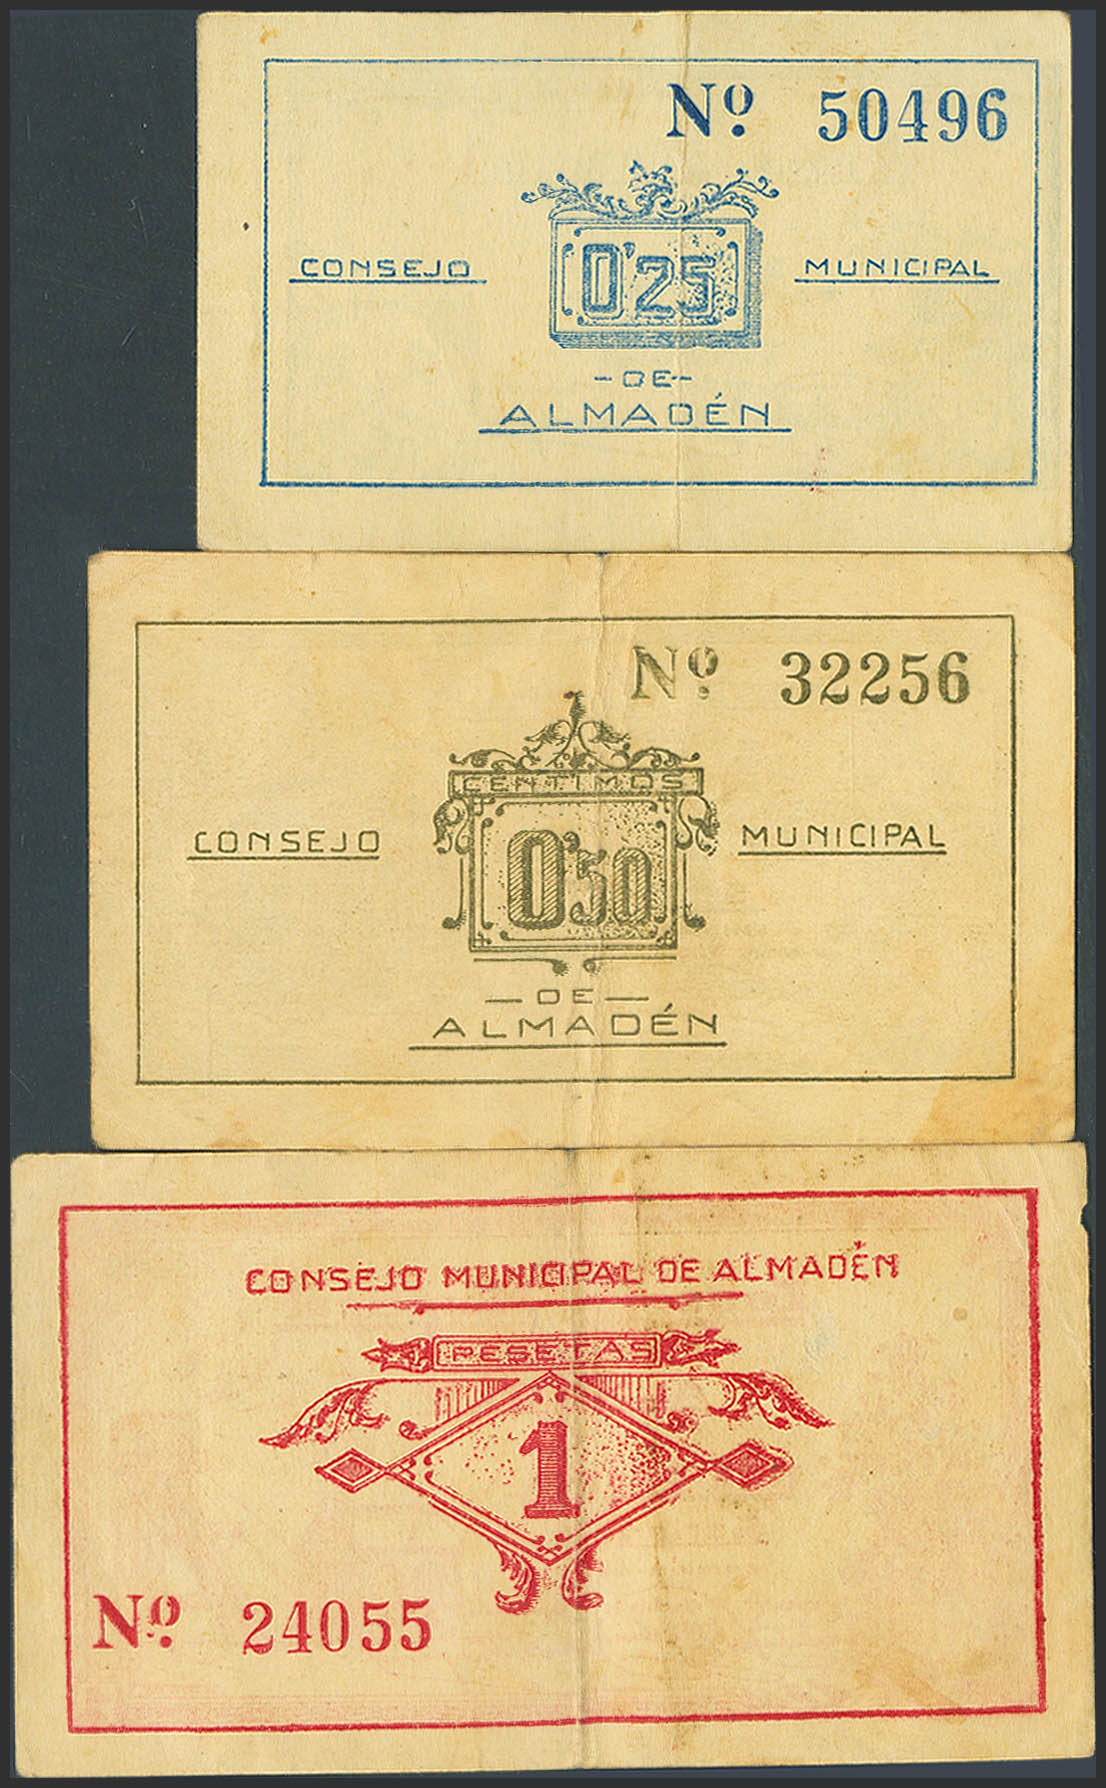 Nº 50496
CONSEJO 0'25 MUNICIPAL
-DE-
ALMADÉN
Nº 32256
CENTIMOS
CONSEJO 0'50 MUNICIPAL
—DE—
ALMADÉN
CONSEJO MUNICIPAL DE ALMADÉN
PESETAS
1
Nº 24055